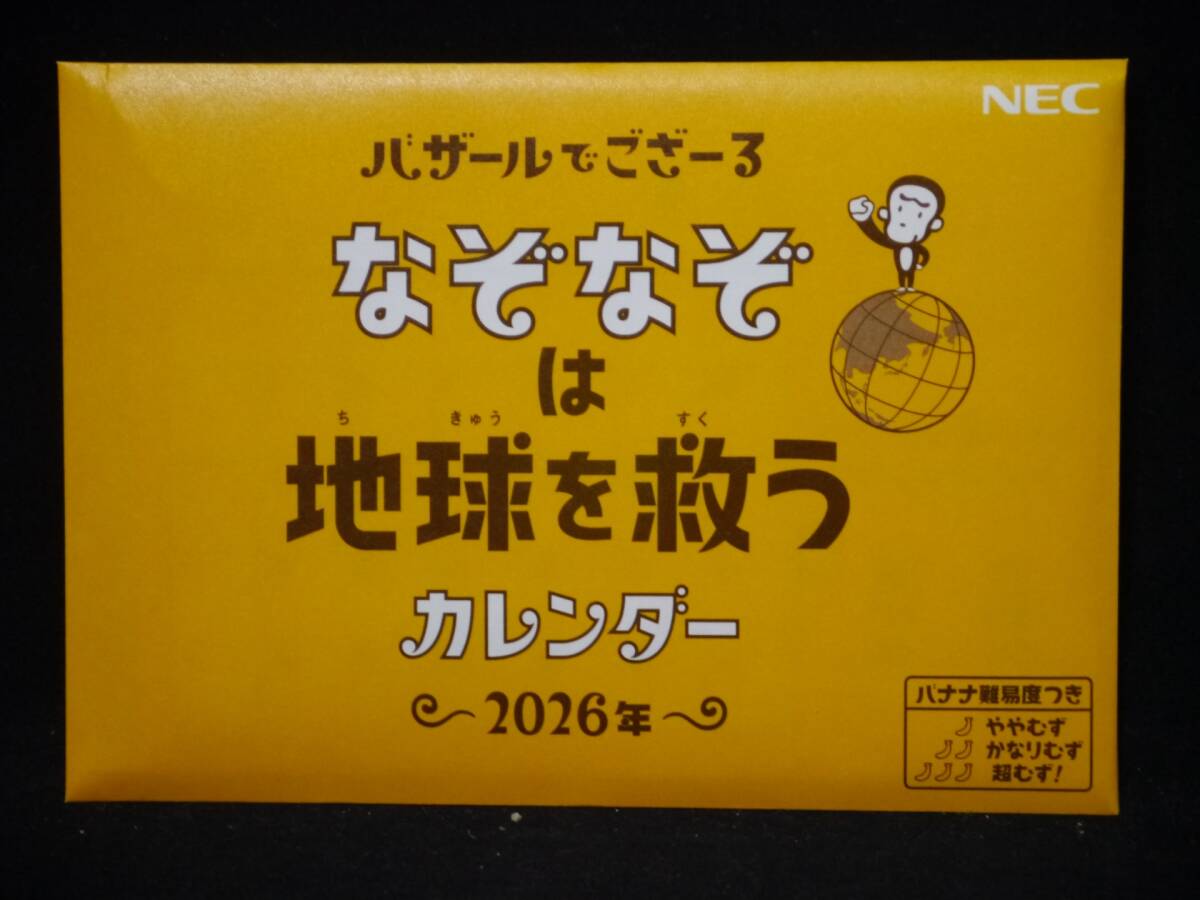 NEC
バザールでござーる
なぞなぞ
は
ち きゅう すく
地球を救う
カレンダー
～2026年～
バナナ難易度つき
ややむず
かなりむず
超むず!